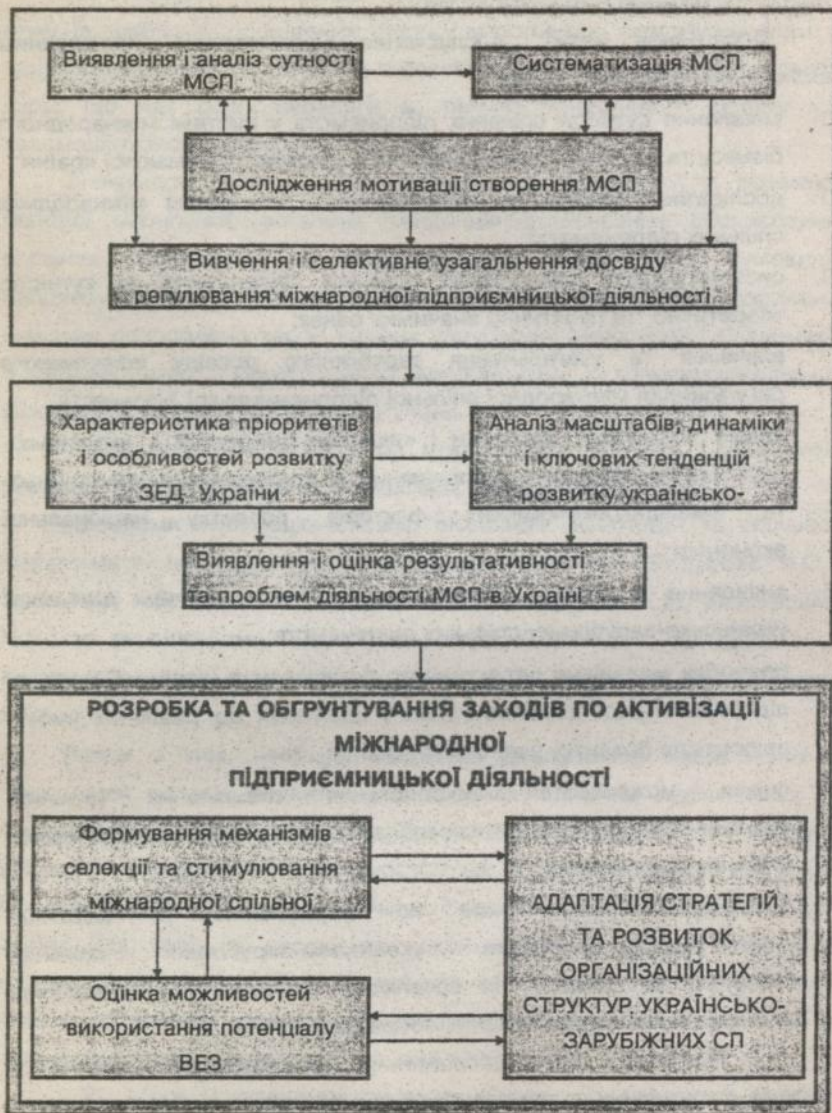 Виявлення і аналіз сутності
МСП
Систематизація МСП
Дослідження мотивації створення МСП
Вивчення і селективне узагальнення досвіду
регулювання міжнародної підприємницької діяльності
Характеристика пріоритетів
і особливостей розвитку
ЗЕД України
Аналіз масштабів, динаміки
і ключових тенденцій
розвитку українсько-
Виявлення і оцінка результативності
та проблем діяльності МСП в Україні
РОЗРОБКА ТА ОБГРУНТУВАННЯ ЗАХОДІВ ПО АКТИВІЗАЦІЇ
МІЖНАРОДНОЇ
ПІДПРИЄМНИЦЬКОЇ ДІЯЛЬНОСТІ
Формування механізмів
селекції та стимулювання
міжнародної спільної
Оцінка можливостей
використання потенціалу
ВЕЗ
АДАПТАЦІЯ СТРАТЕГІЙ
ТА РОЗВИТОК
ОРГАНІЗАЦІЙНИХ
СТРУКТУР УКРАЇНСЬКО-
ЗАРУБІЖНИХ СП